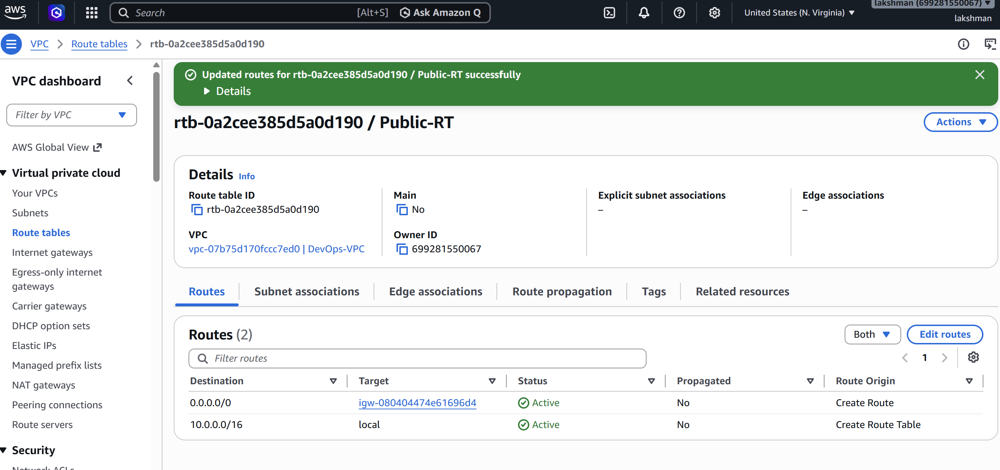 aws
Search [Alt+S] Ask Amazon Q
United States (N. Virginia)
lakshman (699281550067)
lakshman
VPC > Route tables > rtb-0a2cee385d5a0d190
VPC dashboard
Filter by VPC
AWS Global View
Virtual private cloud
Your VPCs
Subnets
Route tables
Internet gateways
Egress-only internet
gateways
Carrier gateways
DHCP option sets
Elastic IPs
Managed prefix lists
NAT gateways
Peering connections
Route servers
Security
Network ACLs
Updated routes for rtb-0a2cee385d5a0d190 / Public-RT successfully
Details
rtb-0a2cee385d5a0d190 / Public-RT
Actions
Details Info
Route table ID
rtb-0a2cee385d5a0d190
Main
No
Explicit subnet associations
–
Edge associations
–
VPC
vpc-07b75d170fccc7ed0 | DevOps-VPC
Owner ID
699281550067
Routes Subnet associations Edge associations Route propagation Tags Related resources
Routes (2)
Both
Edit routes
Filter routes
1
Destination Target Status Propagated Route Origin
0.0.0.0/0 igw-080404474e61696d4 Active No Create Route
10.0.0.0/16 local Active No Create Route Table